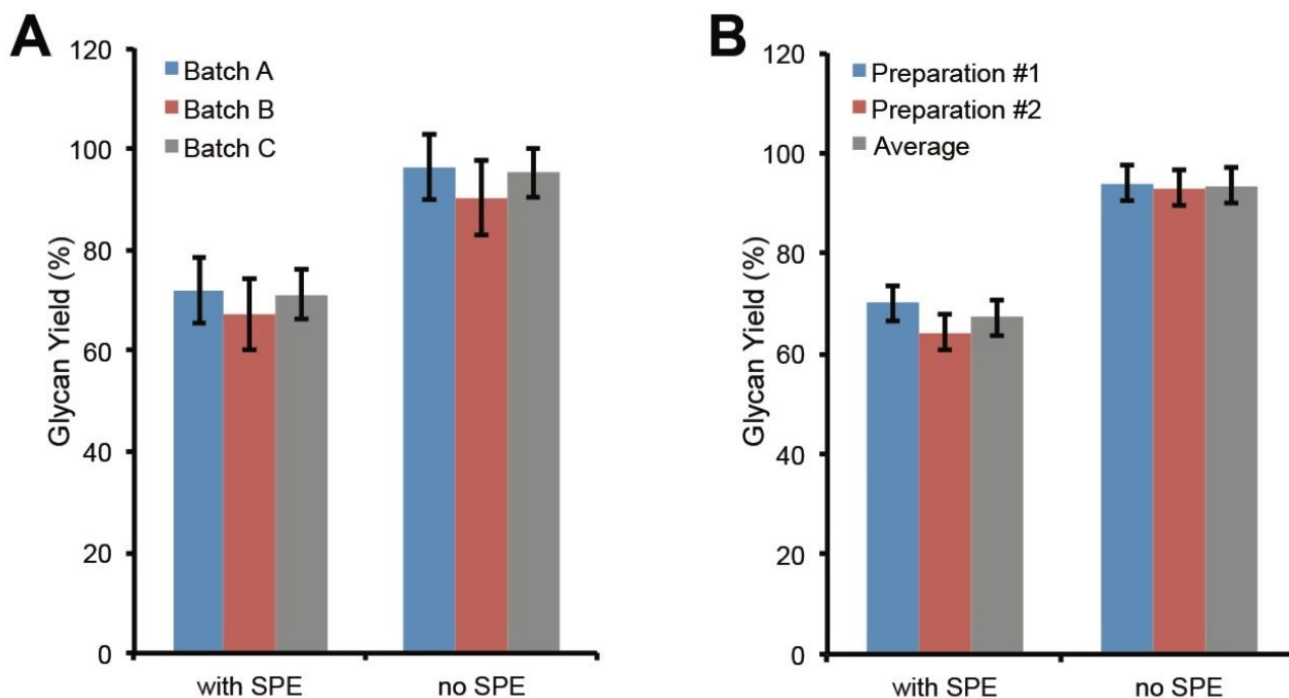 A
Glycan Yield (%)
120
100
80
60
40
20
0
Batch A
Batch B
Batch C
with SPE
no SPE
B
Glycan Yield (%)
120
100
80
60
40
20
0
Preparation #1
Preparation #2
Average
with SPE
no SPE